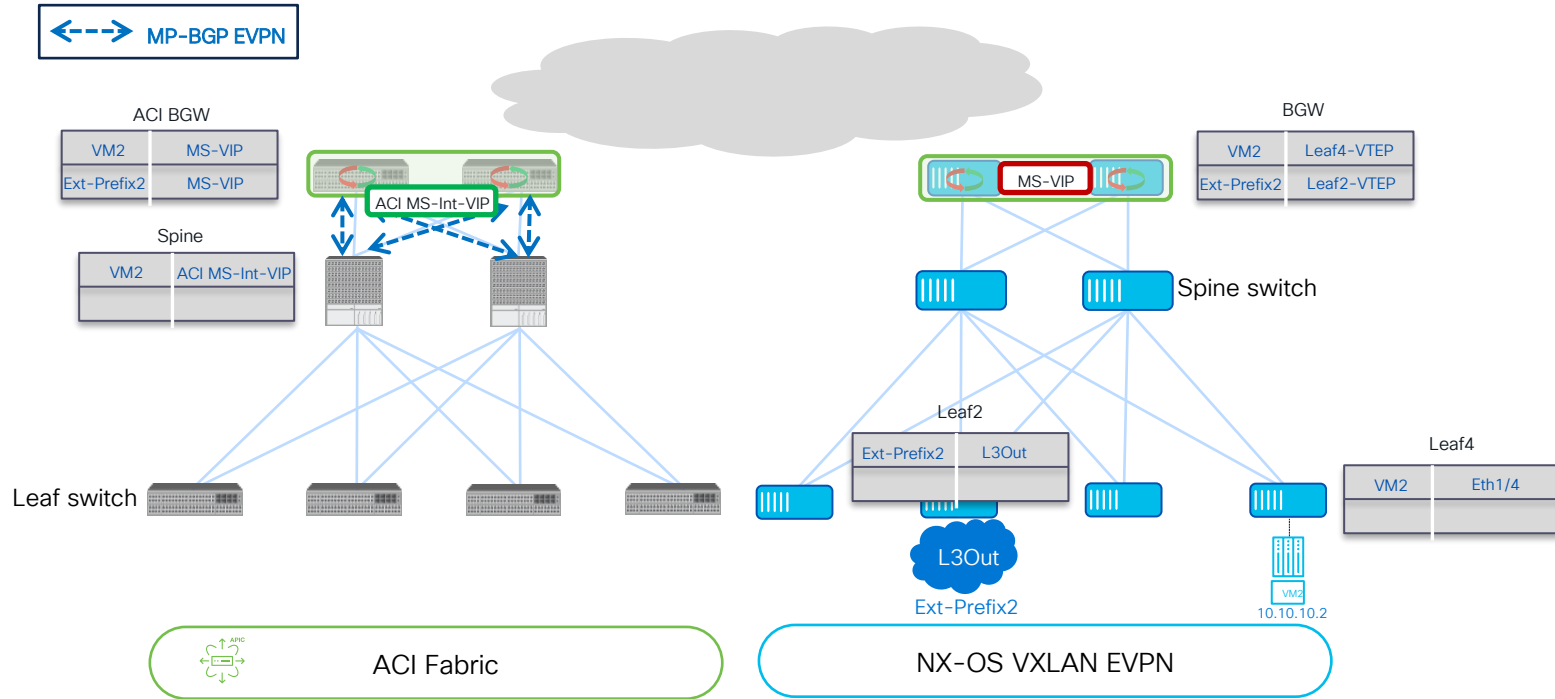 MP-BGP EVPN
ACI BGW
VM2 MS-VIP
Ext-Prefix2 MS-VIP
ACI MS-Int-VIP
Spine
VM2 ACI MS-Int-VIP
BGW
VM2 Leaf4-VTEP
Ext-Prefix2 Leaf2-VTEP
MS-VIP
Spine switch
Leaf2
Ext-Prefix2 L3Out
Leaf4
VM2 Eth1/4
Leaf switch
L3Out
Ext-Prefix2
VM2
10.10.10.2
APIC
ACI Fabric
NX-OS VXLAN EVPN